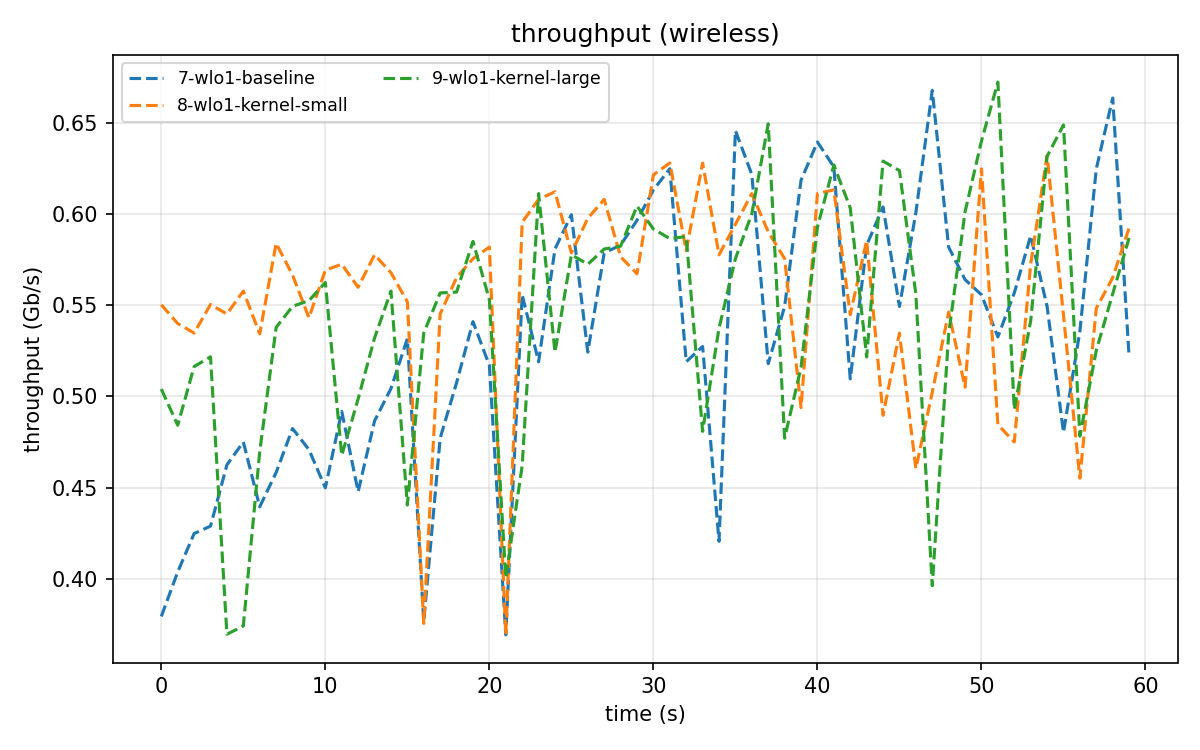 throughput (wireless)
7-wlo1-baseline
8-wlo1-kernel-small
9-wlo1-kernel-large
throughput (Gb/s)
0.65
0.60
0.55
0.50
0.45
0.40
0 10 20 30 40 50 60
time (s)